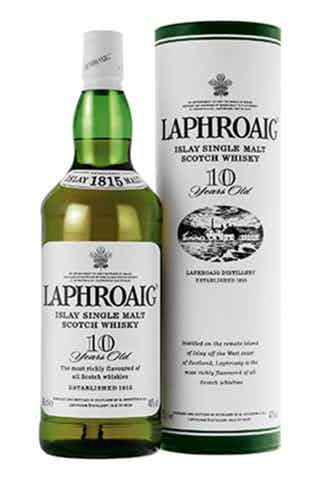 ISLAY 1815 MALT
LAPHROAIG
ISLAY SINGLE MALT
SCOTCH WHISKY
10
Years Old
The most richly flavoured of
all Scotch whiskies
ESTABLISHED 1815
LAPHROAIG
ISLAY SINGLE MALT
SCOTCH WHISKY
10
Years Old
LAPHROAIG DISTILLERY
ESTABLISHED 1815
Distilled on the remote island
of Islay off the West coast
of Scotland, Laphroaig is the
most richly flavoured of all
Scotch whiskies